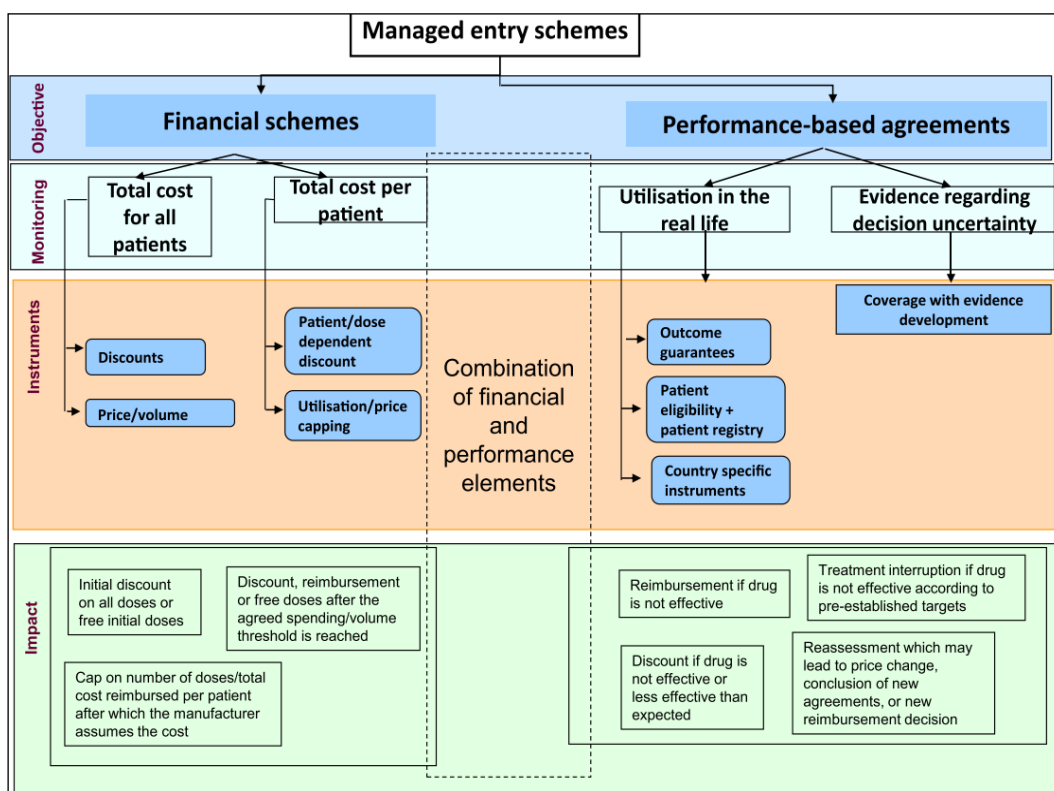 Managed entry schemes
Objective
Financial schemes
Performance-based agreements
Monitoring
Total cost
for all
patients
Total cost per
patient
Utilisation in the
real life
Evidence regarding
decision uncertainty
Instruments
Discounts
Price/volume
Patient/dose
dependent
discount
Utilisation/price
capping
Combination
of financial
and
performance
elements
Outcome
guarantees
Patient
eligibility +
patient registry
Country specific
instruments
Coverage with evidence
development
Impact
Initial discount
on all doses or
free initial doses
Discount, reimbursement
or free doses after the
agreed spending/volume
threshold is reached
Cap on number of doses/total
cost reimbursed per patient
after which the manufacturer
assumes the cost
Reimbursement if drug
is not effective
Treatment interruption if drug
is not effective according to
pre-established targets
Discount if drug is
not effective or
less effective than
expected
Reassessment which may
lead to price change,
conclusion of new
agreements, or new
reimbursement decision